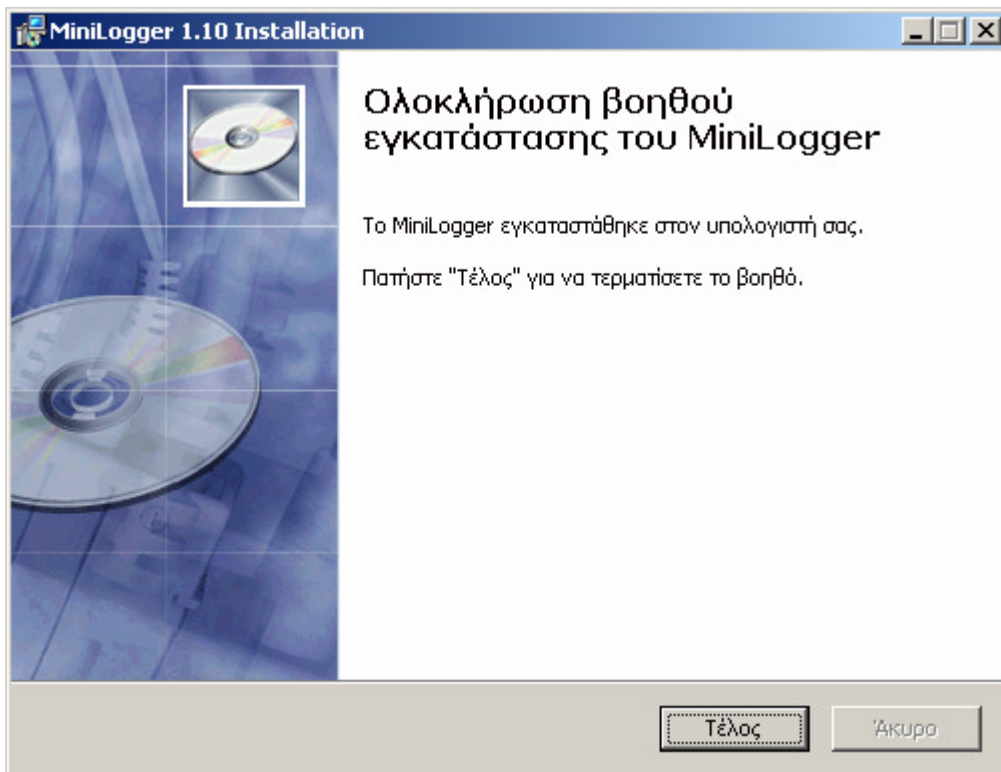 MiniLogger 1.10 Installation
Ολοκλήρωση βοηθού
εγκατάστασης του MiniLogger
Το MiniLogger εγκαταστάθηκε στον υπολογιστή σας.
Πατήστε "Τέλος" για να τερματίσετε το βοηθό.
Τέλος
Άκυρο